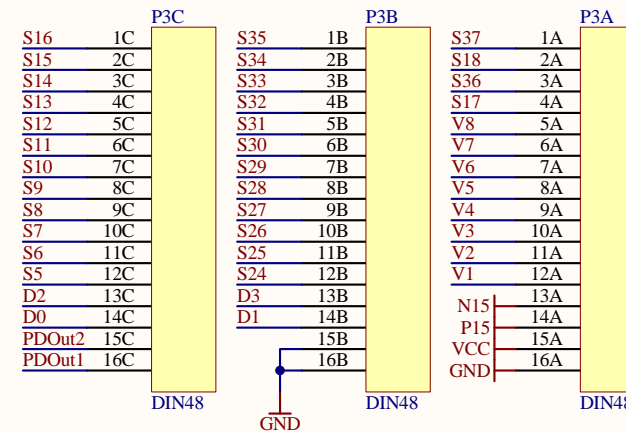 P3C P3B P3A
S16 1C S35 1B S37 1A
S15 2C S34 2B S18 2A
S14 3C S33 3B S36 3A
S13 4C S32 4B S17 4A
S12 5C S31 5B V8 5A
S11 6C S30 6B V7 6A
S10 7C S29 7B V6 7A
S9 8C S28 8B V5 8A
S8 9C S27 9B V4 9A
S7 10C S26 10B V3 10A
S6 11C S25 11B V2 11A
S5 12C S24 12B V1 12A
D2 13C D3 13B N15 13A
D0 14C D1 14B P15 14A
PDOut2 15C 15B VCC 15A
PDOut1 16C 16B GND 16A
DIN48 DIN48 DIN48
GND